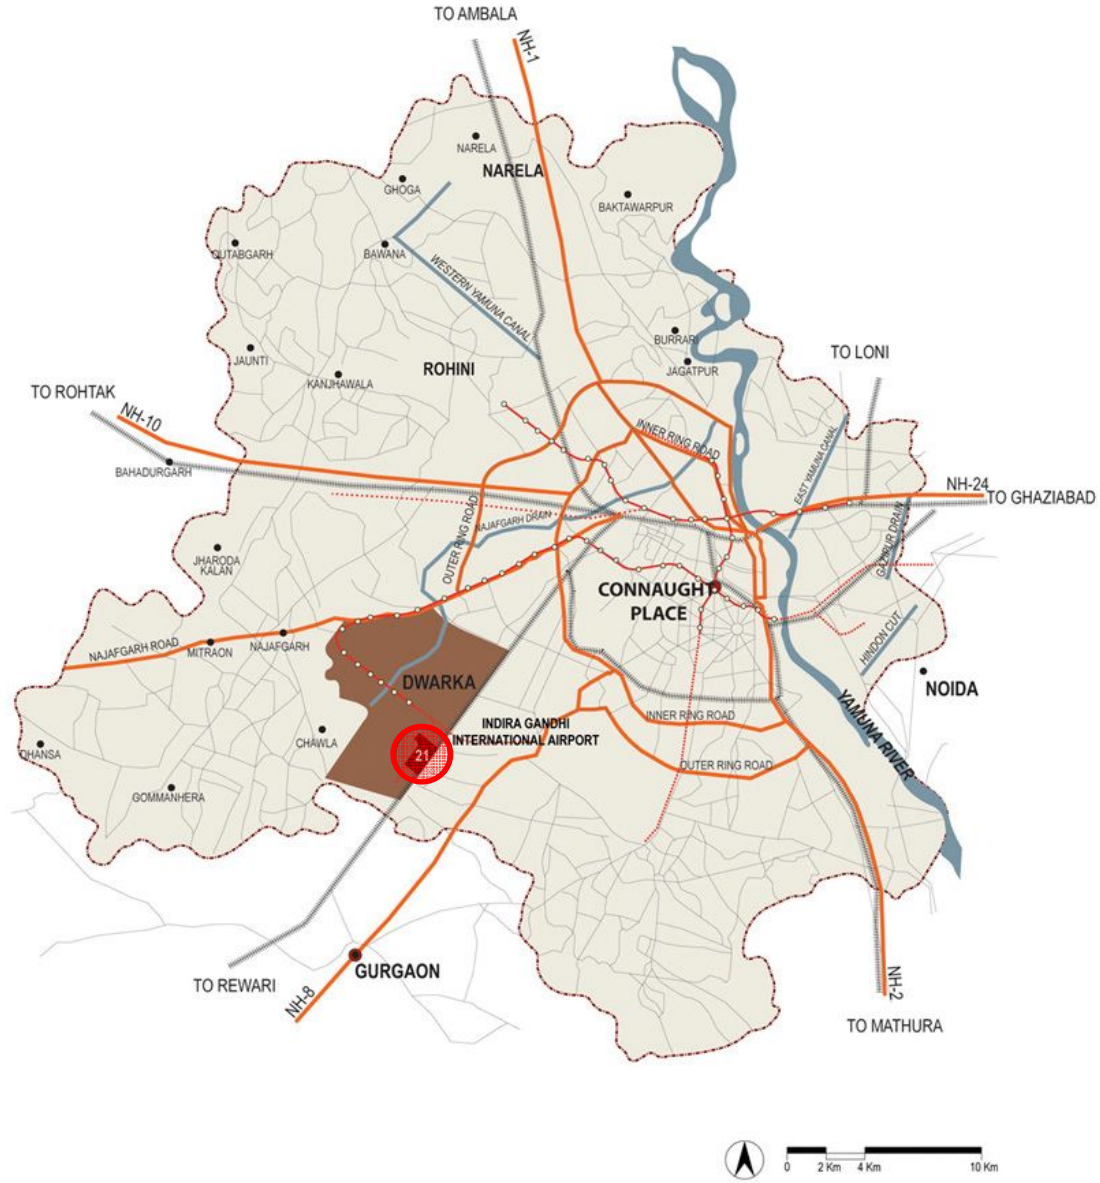 TO AMBALA
NH-1
NARELA
NARELA
GHOGA
BAKTAWARPUR
QUTABGARH
BAWANA
WESTERN YAMUNA CANAL
BURRARI
JAUNTI
ROHINI
JAGATPUR
TO LONI
KANJHAWALA
TO ROHTAK
NH-10
INNER RING ROAD
EAST YAMUNA CANAL
BAHADURGARH
NH-24
TO GHAZIABAD
OUTER RING ROAD
NAJAFGARH DRAIN
GAZIPUR DRAIN
JHARODA
KALAN
CONNAUGHT
PLACE
HINDON CUT
NAJAFGARH ROAD
MITRAON
NAJAFGARH
DWARKA
NOIDA
YAMUNA RIVER
INDIRA GANDHI
INTERNATIONAL AIRPORT
INNER RING ROAD
CHAWLA
DHANSA
21
OUTER RING ROAD
GOMMANHERA
GURGAON
TO REWARI
NH-8
NH-2
TO MATHURA
0 2 Km 4 Km 10 Km